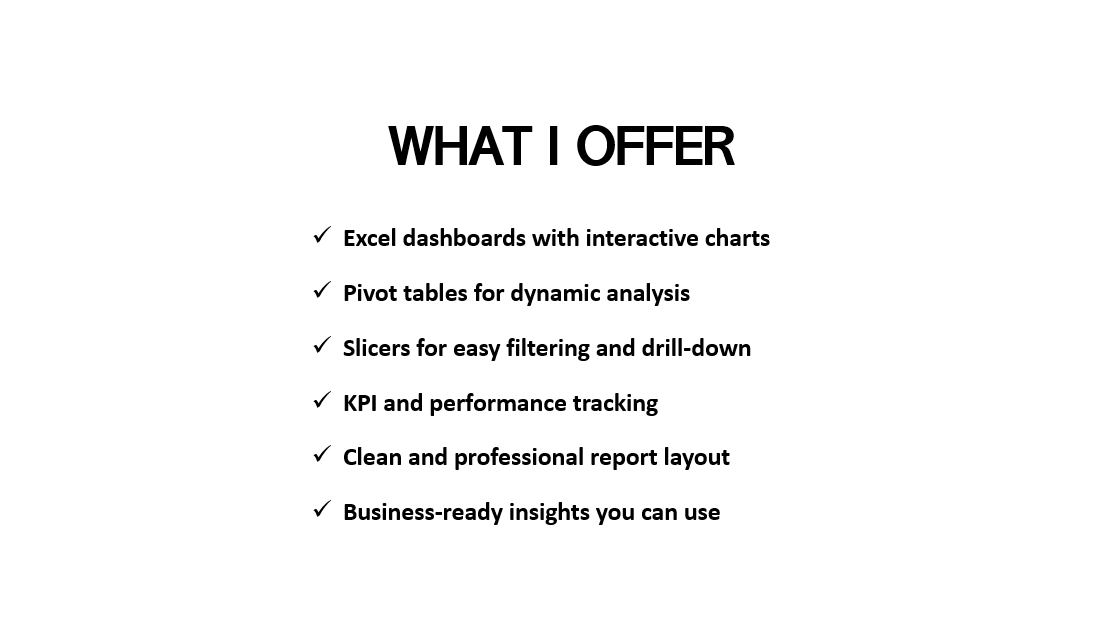 WHAT I OFFER
✓ Excel dashboards with interactive charts
✓ Pivot tables for dynamic analysis
✓ Slicers for easy filtering and drill-down
✓ KPI and performance tracking
✓ Clean and professional report layout
✓ Business-ready insights you can use